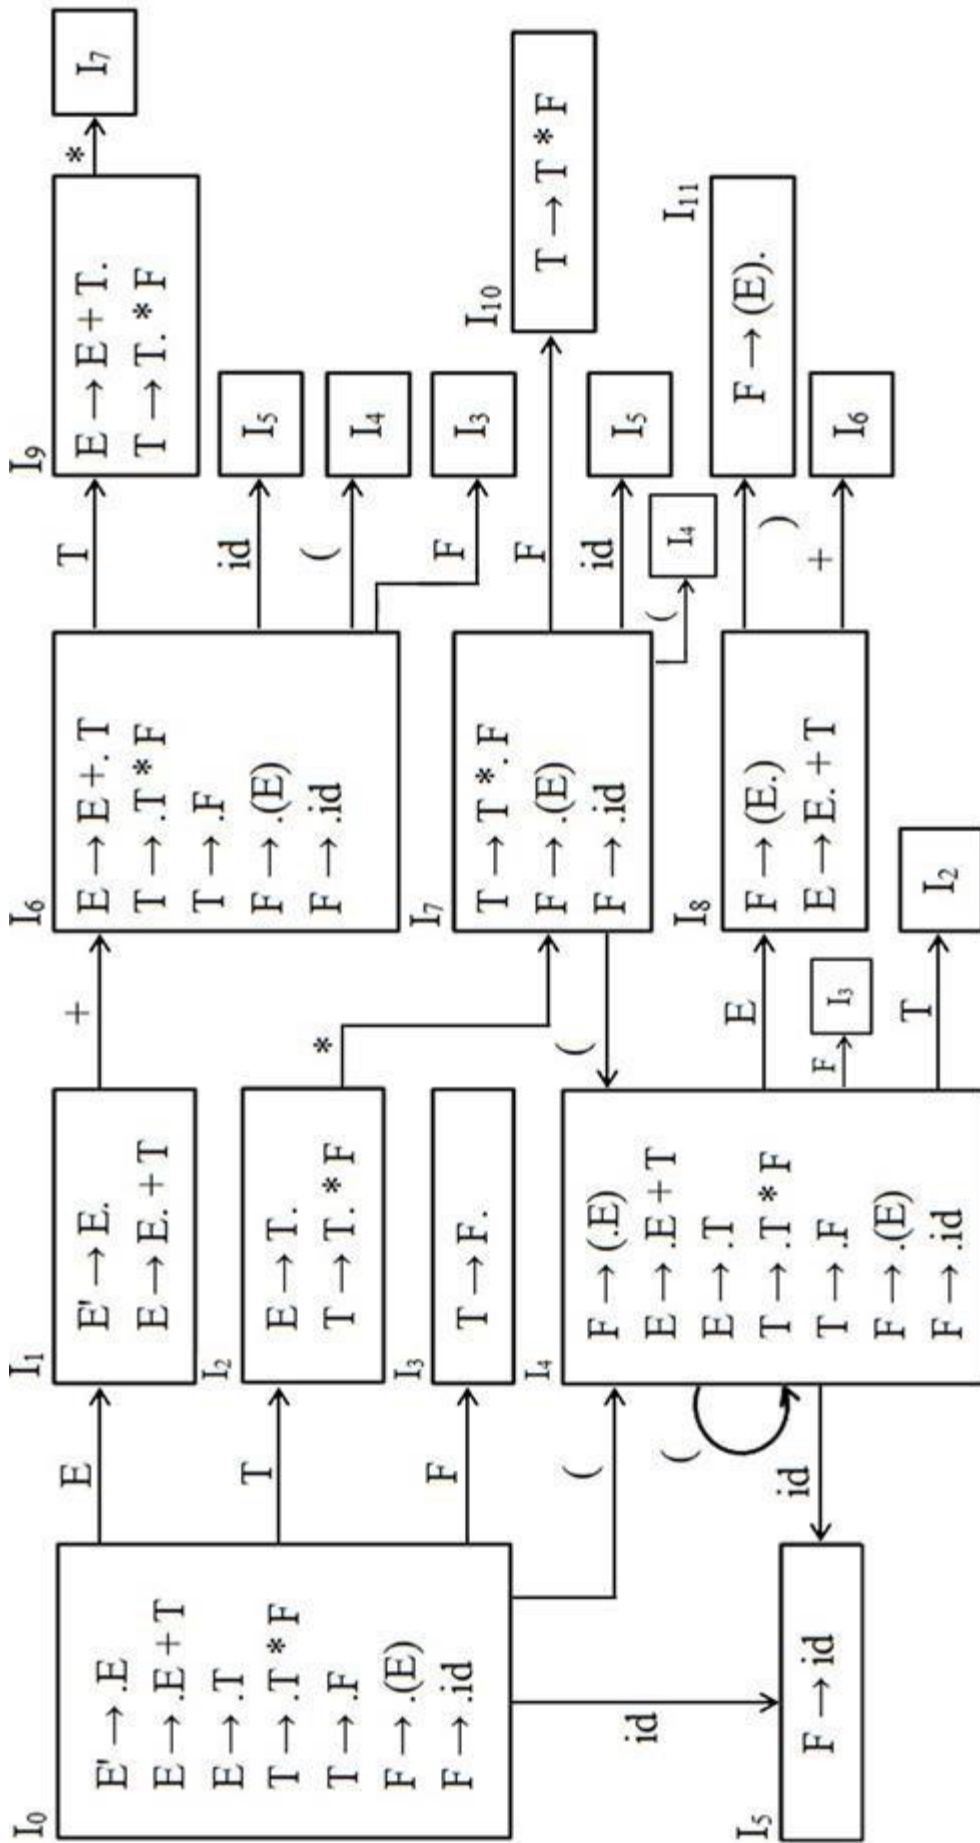 I0
E' → .E
E → .E + T
E → .T
T → .T * F
T → .F
F → .(E)
F → .id
E
T
F
(
id
I5
F → id
I1
E' → E.
E → E. + T
+
I2
E → T.
T → T. * F
*
I3
T → F.
I4
F → (.E)
E → .E + T
E → .T
T → .T * F
T → .F
F → .(E)
F → .id
(
id
(
E
F
I3
T
I2
I6
E → E +. T
T → .T * F
T → .F
F → .(E)
F → .id
T
id
I5
(
I4
F
I3
I7
T → T *. F
F → .(E)
F → .id
F
id
I5
(
I4
I8
F → (E.)
E → E. + T
)
+
I6
I9
E → E + T.
T → T. * F
*
I7
I10
T → T * F
I11
F → (E).